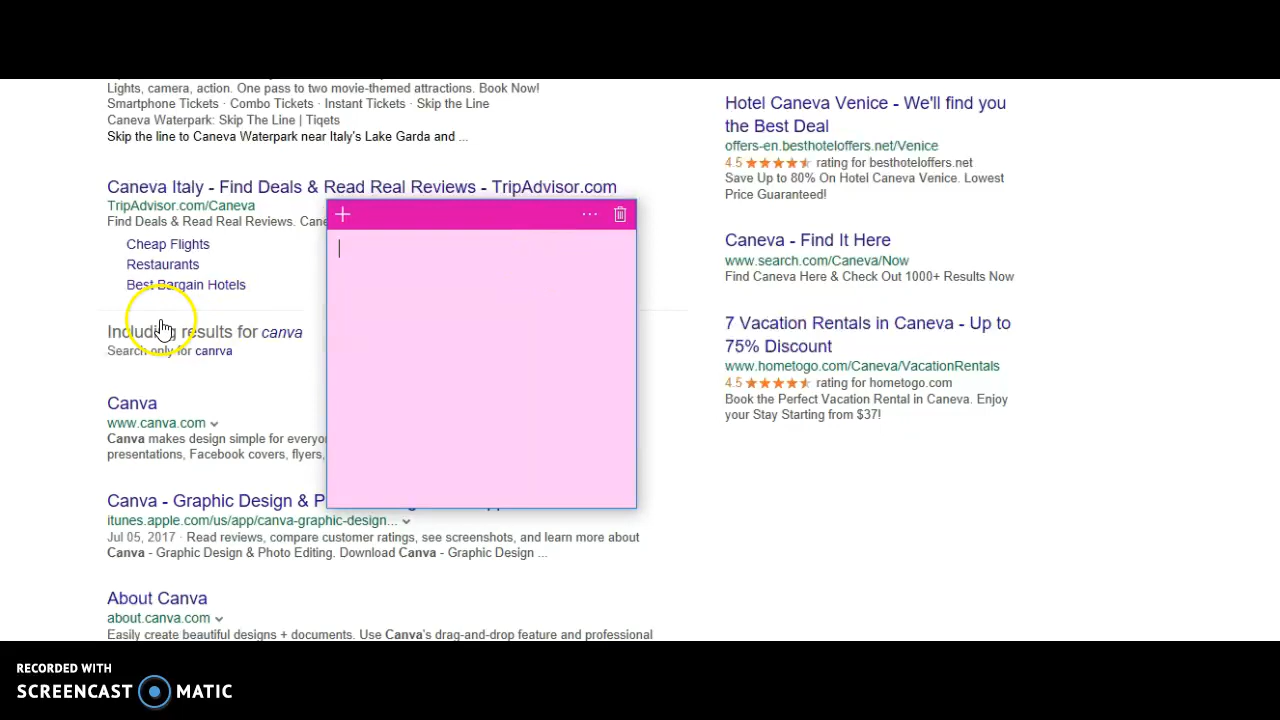 Lights, camera, action. One pass to two movie-themed attractions. Book Now!
Smartphone Tickets · Combo Tickets · Instant Tickets · Skip the Line
Caneva Waterpark: Skip The Line | Tiqets
Skip the line to Caneva Waterpark near Italy's Lake Garda and ...
Caneva Italy - Find Deals & Read Real Reviews - TripAdvisor.com
TripAdvisor.com/Caneva
Find Deals & Read Real Reviews.
Cheap Flights
Restaurants
Best Bargain Hotels
Including results for canva
Search only for canrva
Canva
www.canva.com
Canva makes design simple for
presentations, Facebook covers, flyers,
Canva - Graphic Design &
itunes.apple.com/us/app/canva-graphic-design...
Jul 05, 2017 · Read reviews, compare customer ratings, see screenshots, and learn more about
Canva - Graphic Design & Photo Editing. Download Canva - Graphic Design ...
About Canva
about.canva.com
Easily create beautiful designs + documents. Use Canva's drag-and-drop feature and professional
Hotel Caneva Venice - We'll find you
the Best Deal
offers-en.besthoteloffers.net/Venice
4.5 rating for besthoteloffers.net
Save Up to 80% On Hotel Caneva Venice. Lowest
Price Guaranteed!
Caneva - Find It Here
www.search.com/Caneva/Now
Find Caneva Here & Check Out 1000+ Results Now
7 Vacation Rentals in Caneva - Up to
75% Discount
www.hometogo.com/Caneva/VacationRentals
4.5 rating for hometogo.com
Book the Perfect Vacation Rental in Caneva. Enjoy
your Stay Starting from $37!
RECORDED WITH
SCREENCAST MATIC